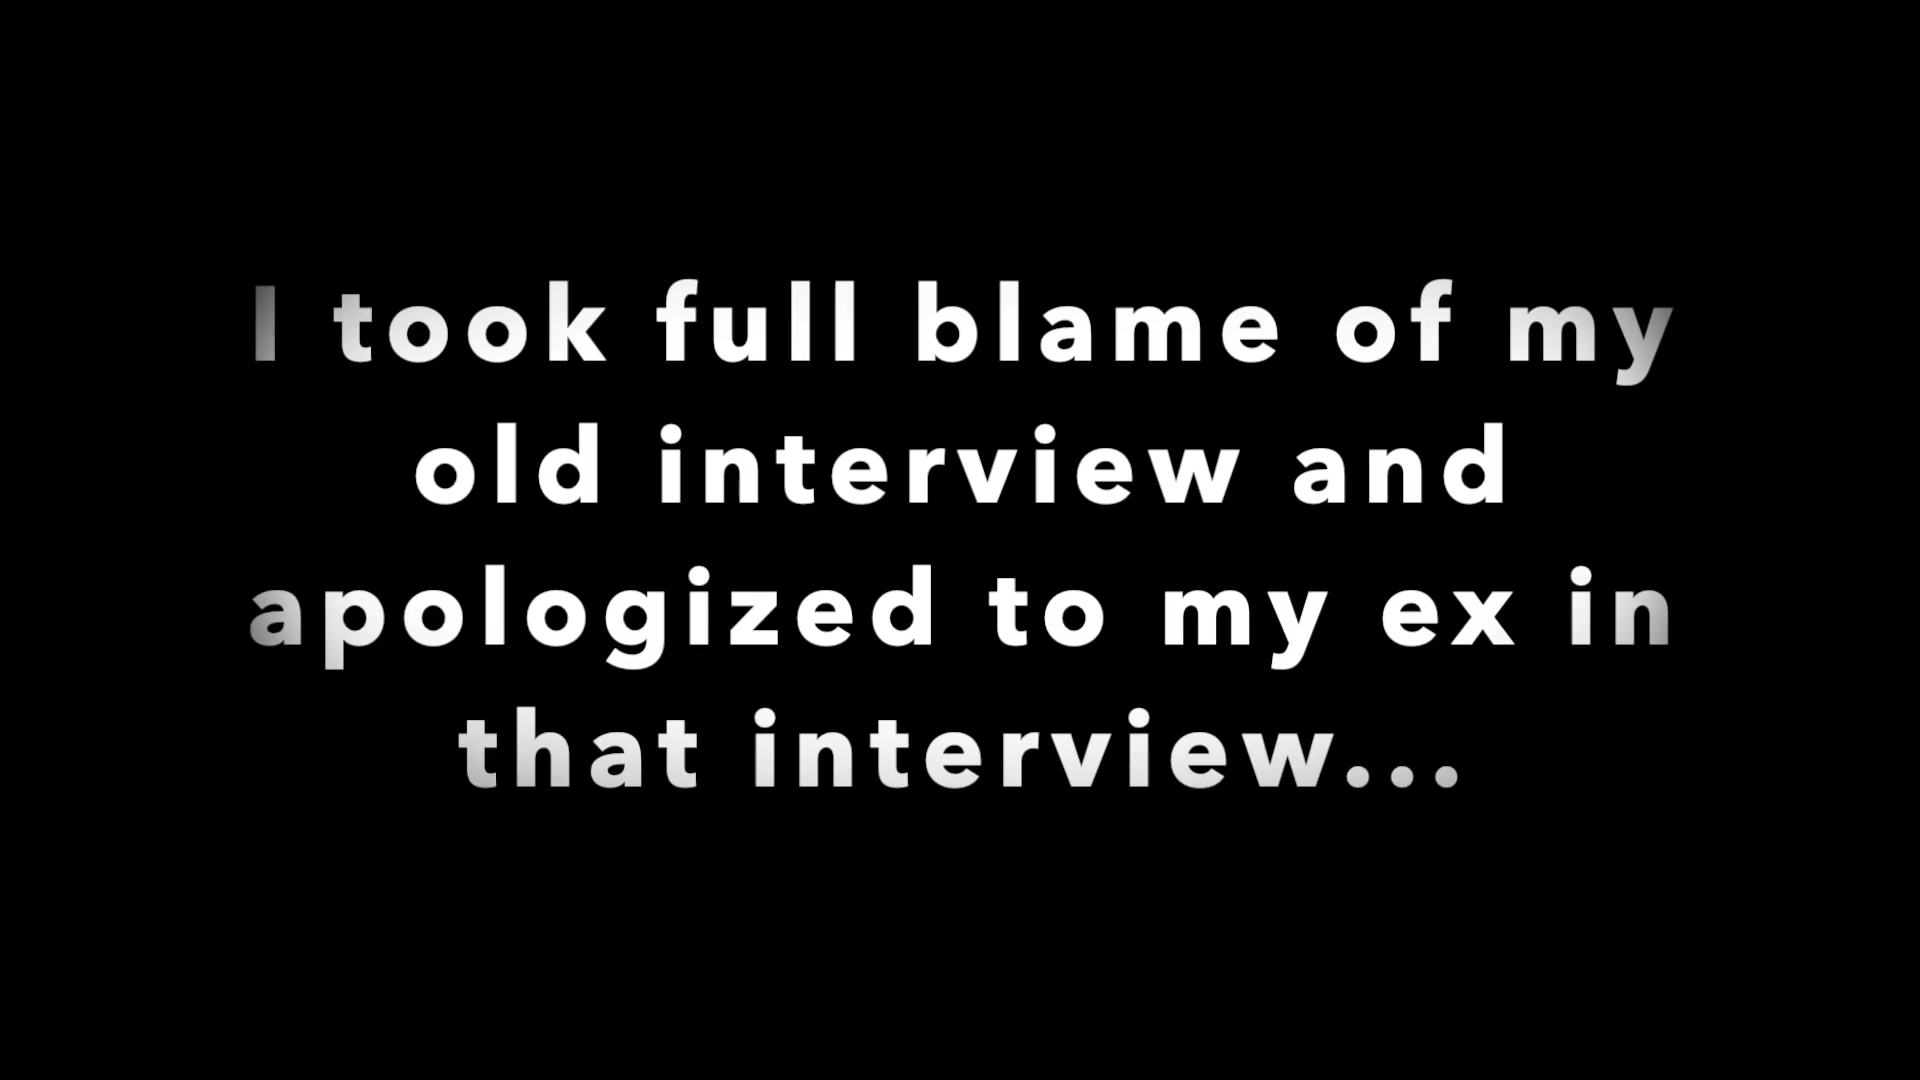 I took full blame of my
old interview and
apologized to my ex in
that interview...